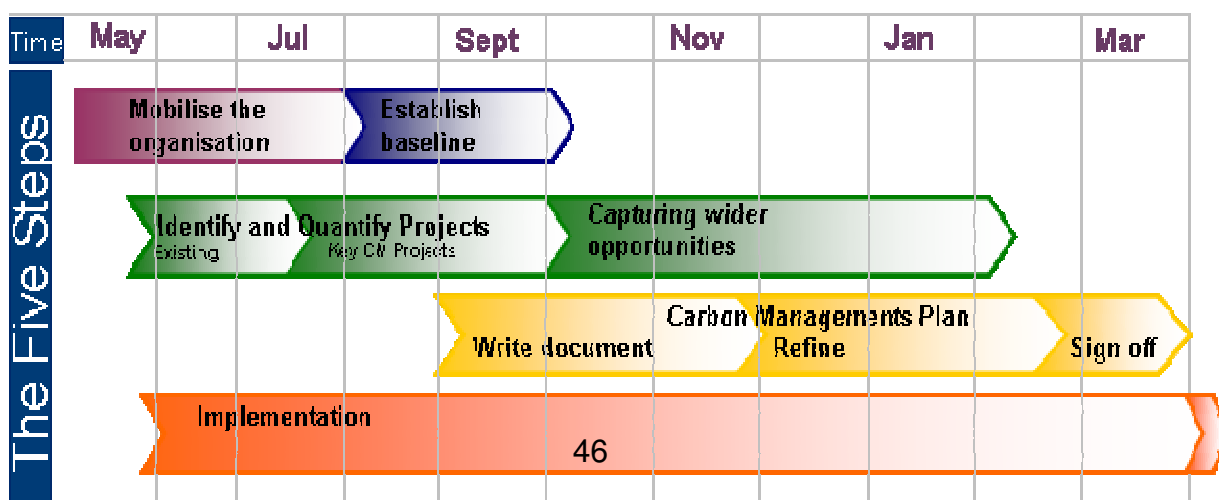 Time May Jul Sept Nov Jan Mar
The Five Steps
Mobilise the
organisation
Establish
baseline
Identify and Quantify Projects
Existing Key CM Projects
Capturing wider
opportunities
Carbon Managements Plan
Write document Refine Sign off
Implementation
46